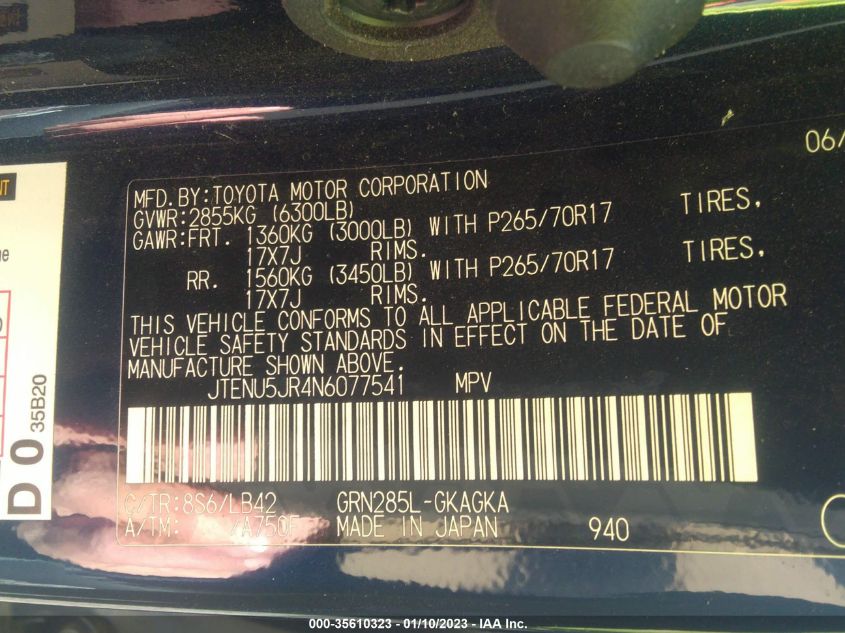 06/
MFD.BY:TOYOTA MOTOR CORPORATION
GVWR:2855KG (6300LB)
GAWR:FRT. 1360KG (3000LB) WITH P265/70R17 TIRES,
17X7J RIMS.
RR. 1560KG (3450LB) WITH P265/70R17 TIRES,
17X7J RIMS.
THIS VEHICLE CONFORMS TO ALL APPLICABLE FEDERAL MOTOR
VEHICLE SAFETY STANDARDS IN EFFECT ON THE DATE OF
MANUFACTURE SHOWN ABOVE.
JTENU5JR4N6077541 MPV
C/TR:8S6/LB42 GRN285L-GKAGKA
A/TM: /A750F MADE IN JAPAN 940
NT
D 0
35B20
000-35610323 - 01/10/2023 - IAA Inc.